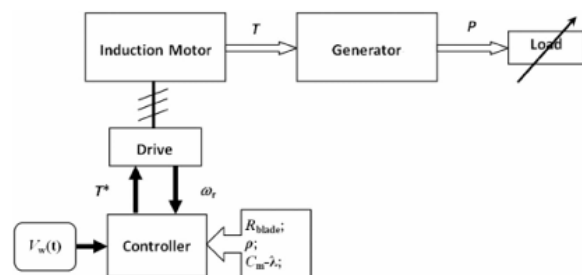 Induction Motor
T
Generator
P
Load
Drive
T*
ωr
Vw(t)
Controller
Rblade;
ρ;
Cm-λ;